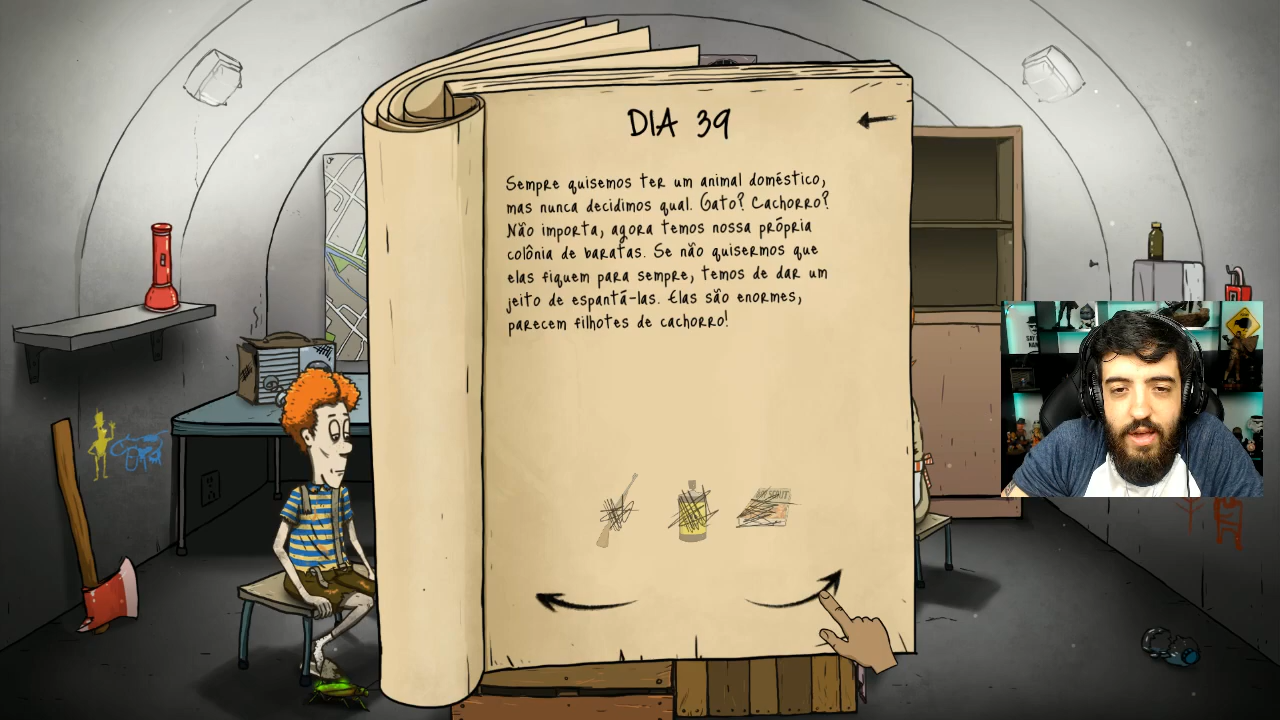 DIA 39
Sempre quisemos ter um animal doméstico,
mas nunca decidimos qual. Gato? Cachorro?
Não importa, agora temos nossa própria
colônia de baratas. Se não quisermos que
elas fiquem para sempre, temos de dar um
jeito de espantá-las. Elas são enormes,
parecem filhotes de cachorro!